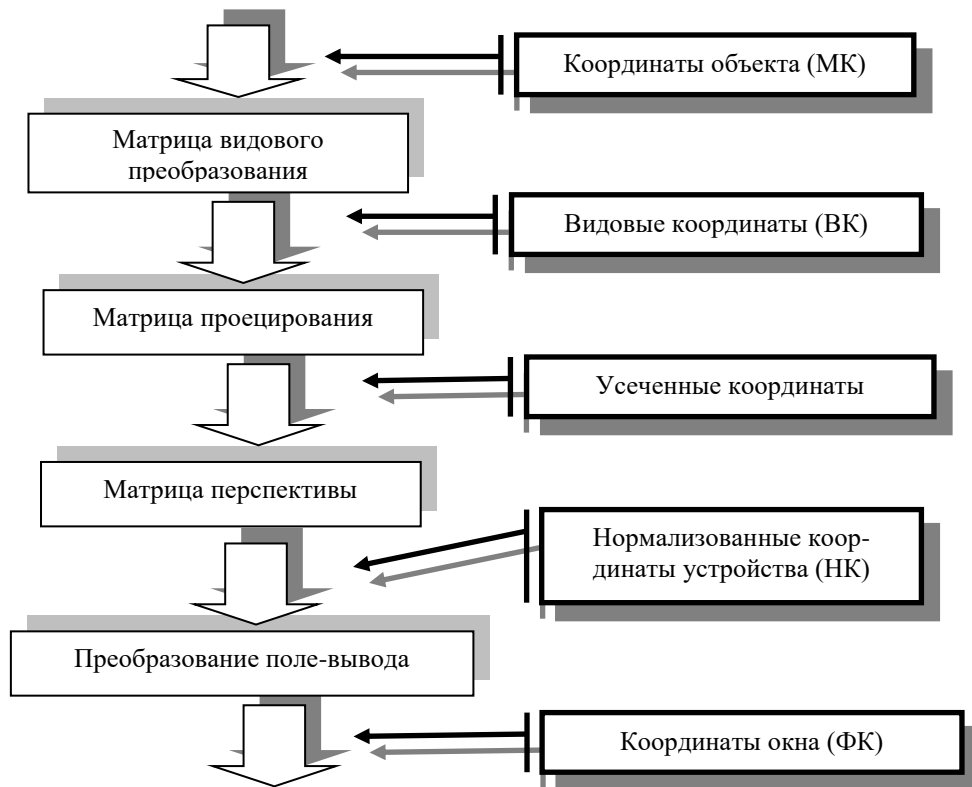 Координаты объекта (МК)
Матрица видового
преобразования
Видовые координаты (ВК)
Матрица проецирования
Усеченные координаты
Матрица перспективы
Нормализованные коор-
динаты устройства (НК)
Преобразование поле-вывода
Координаты окна (ФК)